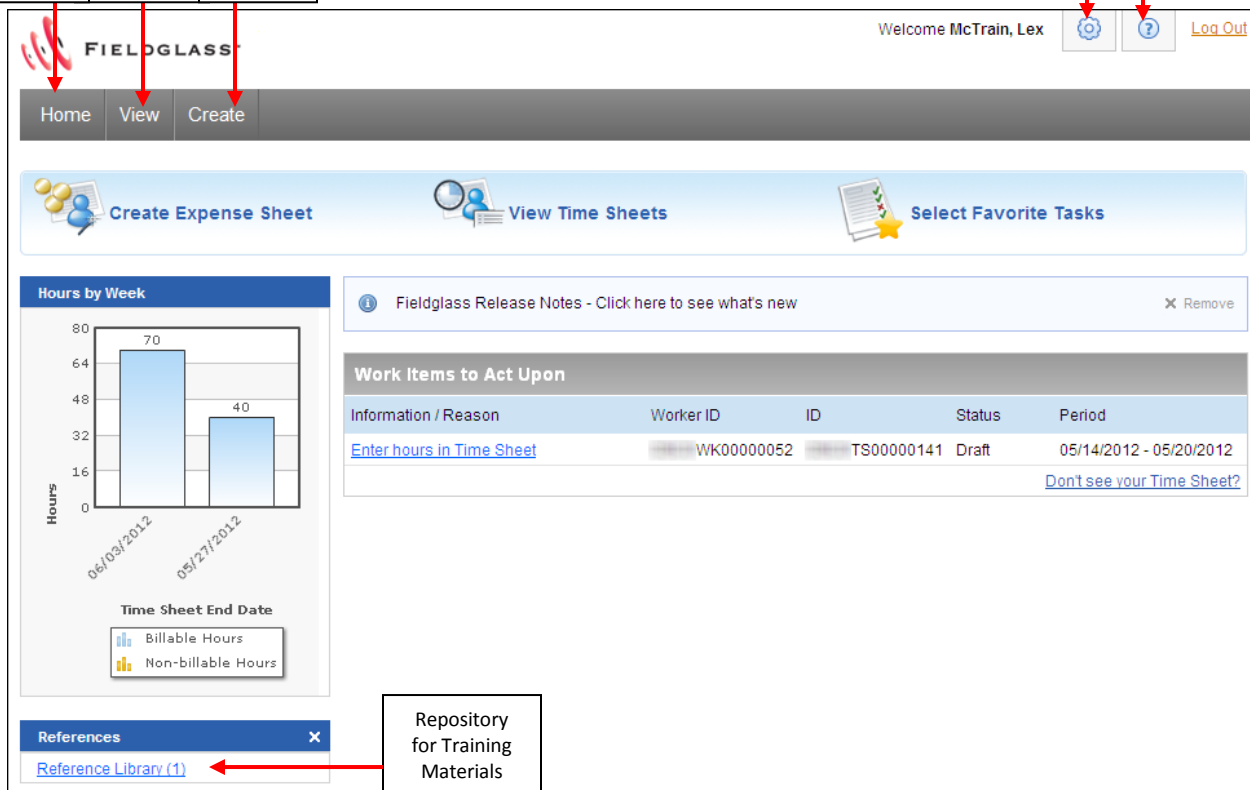 Welcome McTrain, Lex
Log Out
FIELDGLASS
Home View Create
Create Expense Sheet
View Time Sheets
Select Favorite Tasks
Hours by Week
80
64
48
32
16
0
Hours
70
40
06/03/2012
05/27/2012
Time Sheet End Date
Billable Hours
Non-billable Hours
Fieldglass Release Notes - Click here to see what's new
Remove
Work Items to Act Upon
Information / Reason Worker ID ID Status Period
Enter hours in Time Sheet WK00000052 TS00000141 Draft 05/14/2012 - 05/20/2012
Don't see your Time Sheet?
References
Reference Library (1)
Repository
for Training
Materials